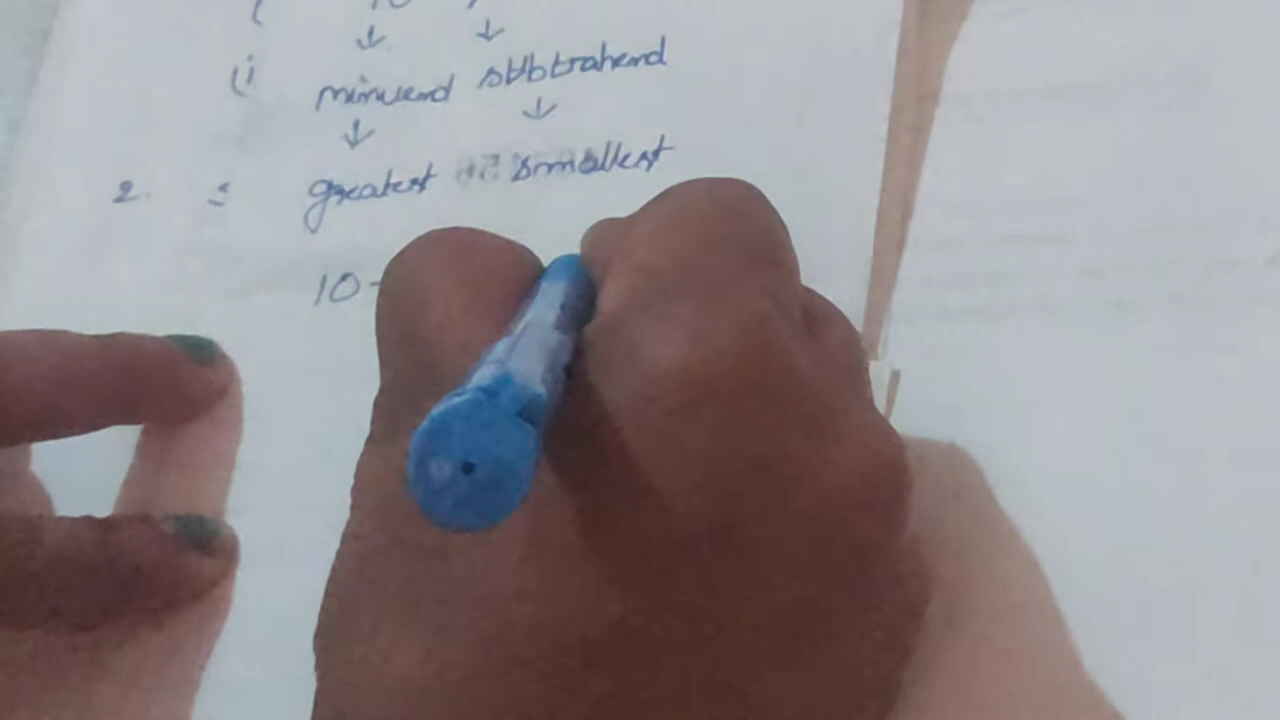 ↓ ↓
(i minuend subtrahend
↓ ↓
2. greatest smallest
10-